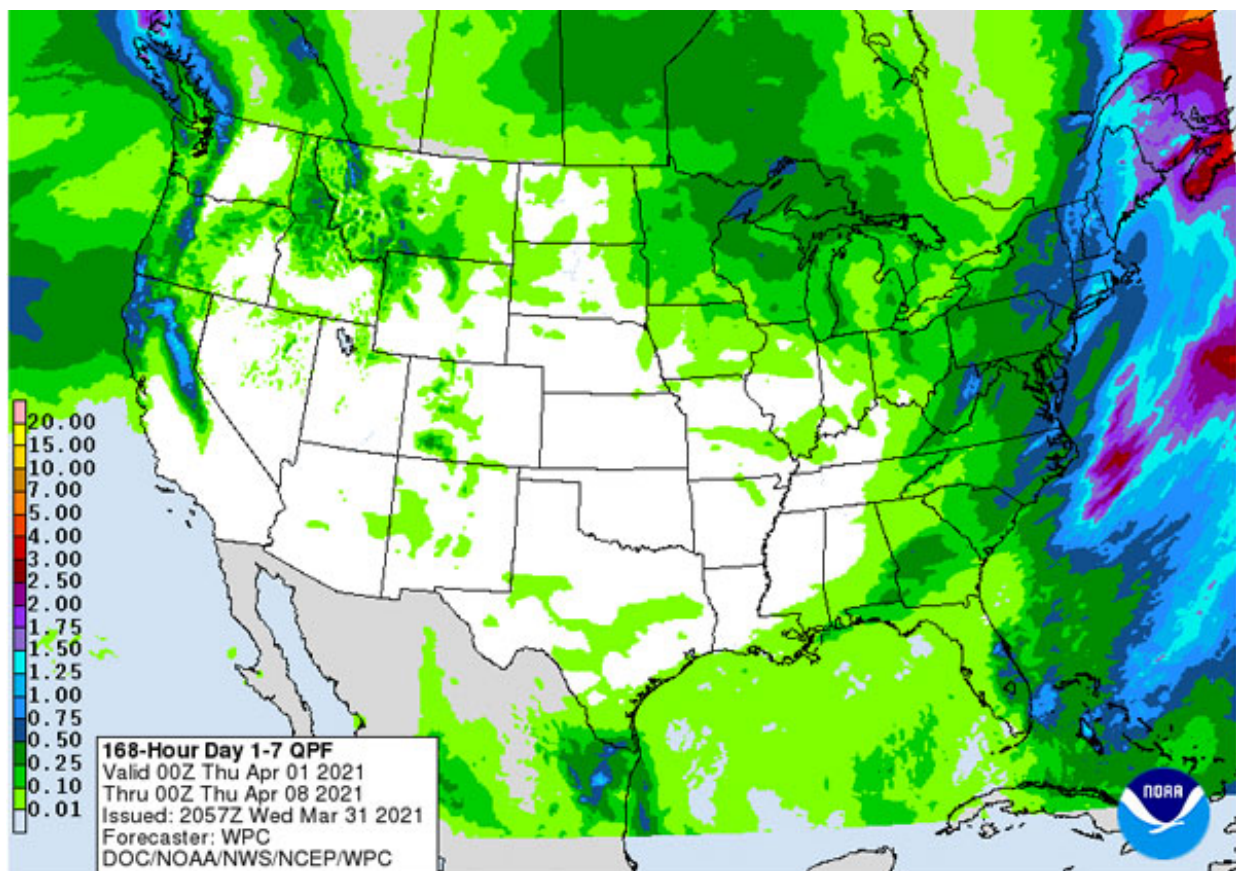 20.00
15.00
10.00
7.00
5.00
4.00
3.00
2.50
2.00
1.75
1.50
1.25
1.00
0.75
0.50
0.25
0.10
0.01
168-Hour Day 1-7 QPF
Valid 00Z Thu Apr 01 2021
Thru 00Z Thu Apr 08 2021
Issued: 2057Z Wed Mar 31 2021
Forecaster: WPC
DOC/NOAA/NWS/NCEP/WPC
NOAA